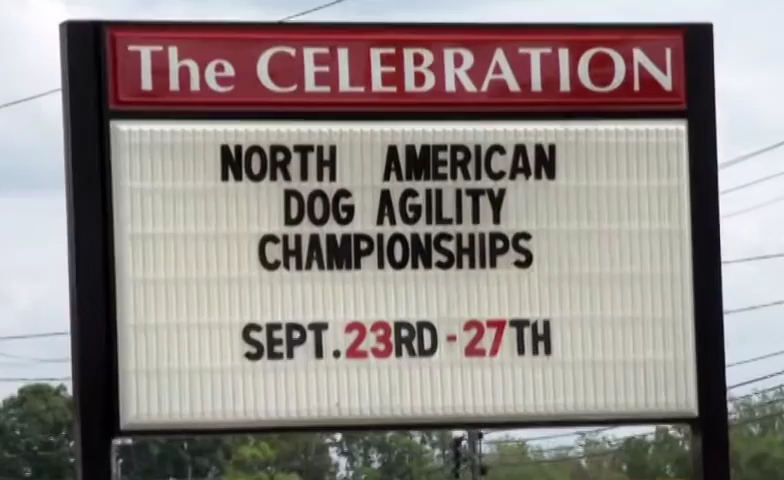 The CELEBRATION
NORTH AMERICAN
DOG AGILITY
CHAMPIONSHIPS
SEPT. 23RD - 27TH